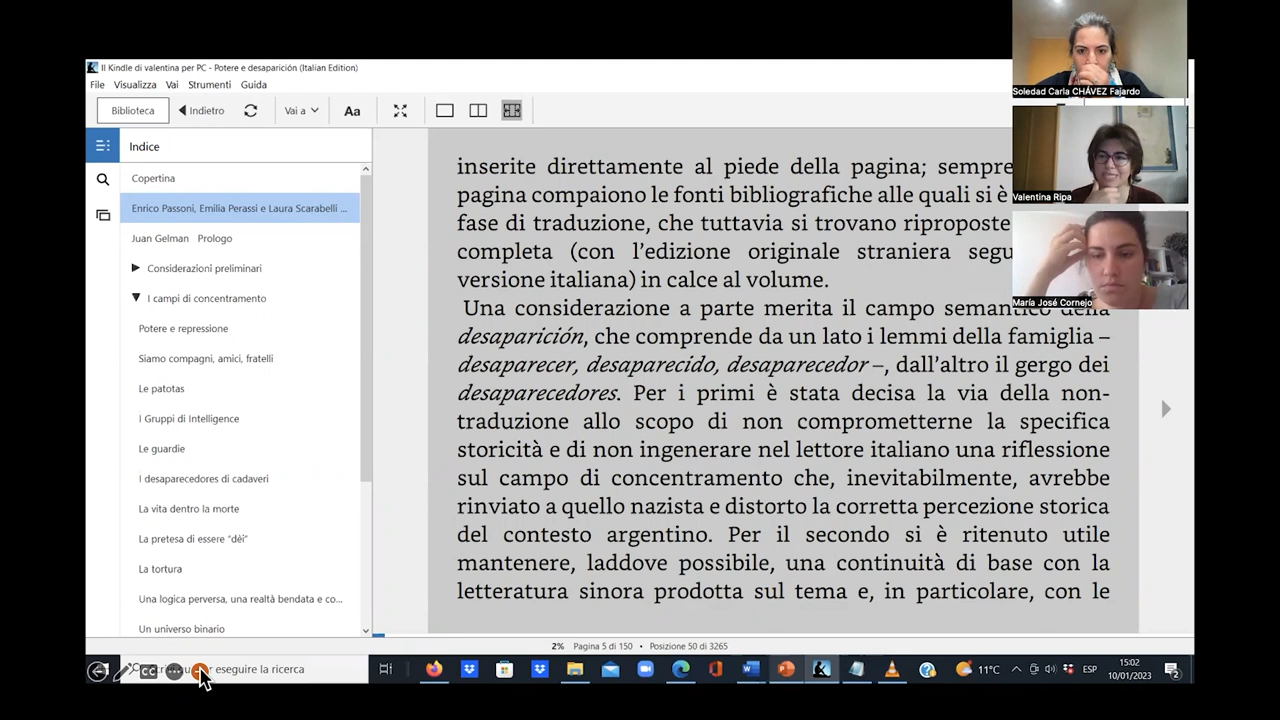 Il Kindle di valentina per PC - Potere e desaparición (Italian Edition)
File Visualizza Vai Strumenti Guida
Biblioteca Indietro Vai a Aa
Indice
Copertina
Enrico Passoni, Emilia Perassi e Laura Scarabelli ...
Juan Gelman Prologo
Considerazioni preliminari
I campi di concentramento
Potere e repressione
Siamo compagni, amici, fratelli
Le patotas
I Gruppi di Intelligence
Le guardie
I desaparecedores di cadaveri
La vita dentro la morte
La pretesa di essere “dèi”
La tortura
Una logica perversa, una realtà bendata e co...
Un universo binario
inserite direttamente al piede della pagina; sempre
pagina compaiono le fonti bibliografiche alle quali si è
fase di traduzione, che tuttavia si trovano riproposte
completa (con l’edizione originale straniera segu
versione italiana) in calce al volume.
Una considerazione a parte merita il campo semantico della
desaparición, che comprende da un lato i lemmi della famiglia –
desaparecer, desaparecido, desaparecedor –, dall’altro il gergo dei
desaparecedores. Per i primi è stata decisa la via della non-
traduzione allo scopo di non comprometterne la specifica
storicità e di non ingenerare nel lettore italiano una riflessione
sul campo di concentramento che, inevitabilmente, avrebbe
rinviato a quello nazista e distorto la corretta percezione storica
del contesto argentino. Per il secondo si è ritenuto utile
mantenere, laddove possibile, una continuità di base con la
letteratura sinora prodotta sul tema e, in particolare, con le
Soledad Carla CHÁVEZ Fajardo
Valentina Ripa
María José Cornejo
2% Pagina 5 di 150 • Posizione 50 di 3265
eseguire la ricerca
11°C ESP
15:02
10/01/2023
2